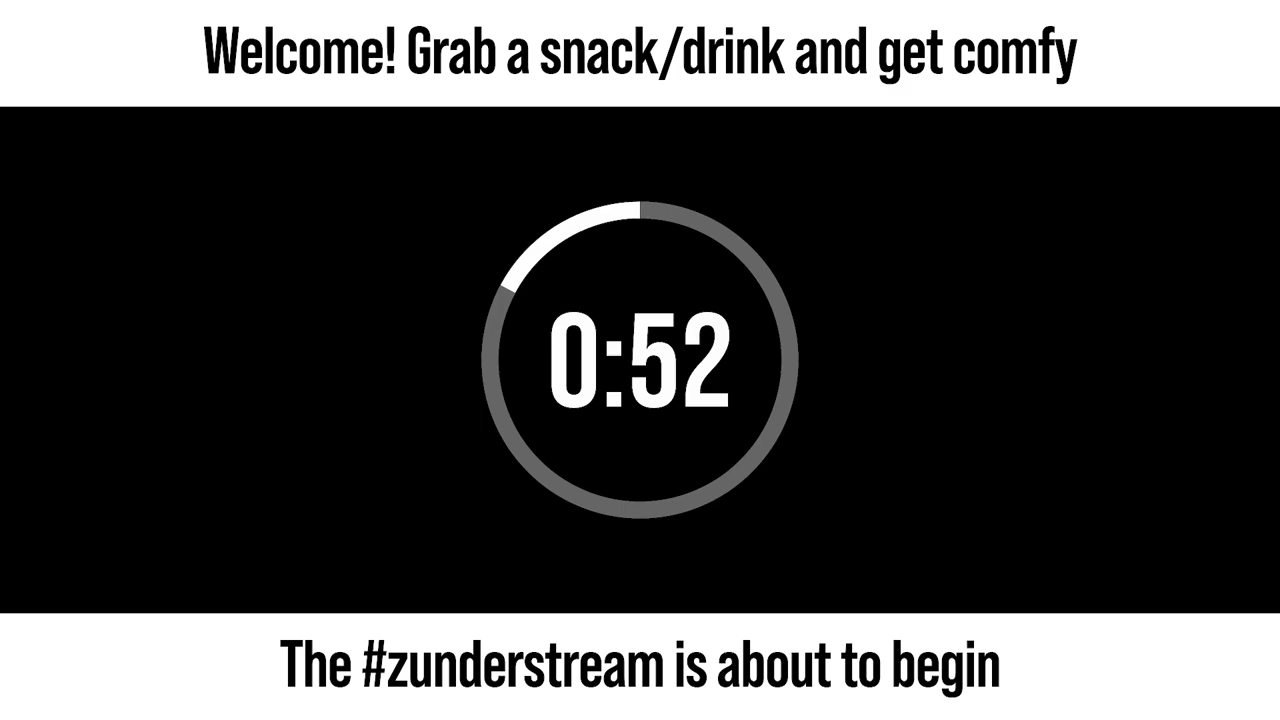 Welcome! Grab a snack/drink and get comfy
0:52
The #zunderstream is about to begin